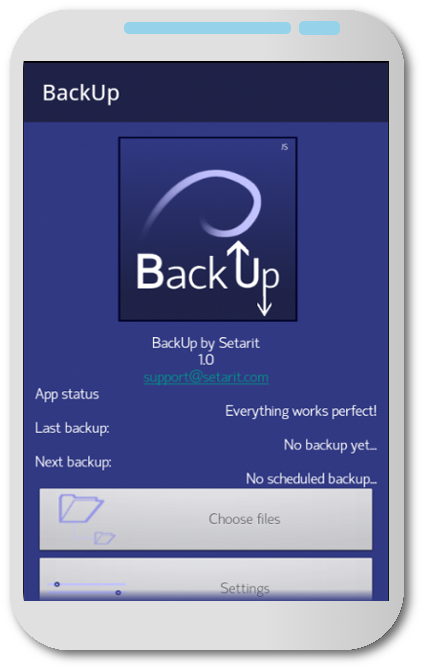 BackUp
BackUp
BackUp by Setarit
1.0
support@setarit.com
App status
Everything works perfect!
Last backup:
No backup yet...
Next backup:
No scheduled backup...
Choose files
Settings